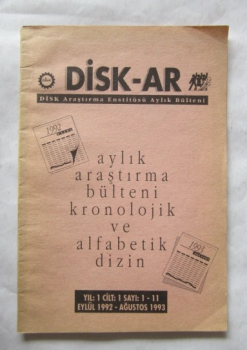 DİSK-AR
DİSK Araştırma Enstitüsü Aylık Bülteni
1992
aylık
araştırma
bülteni
kronolojik
ve
alfabetik
dizin
1991
YIL: 1 CİLT: 1 SAYI: 1 - 11
EYLÜL 1992 - AĞUSTOS 1993